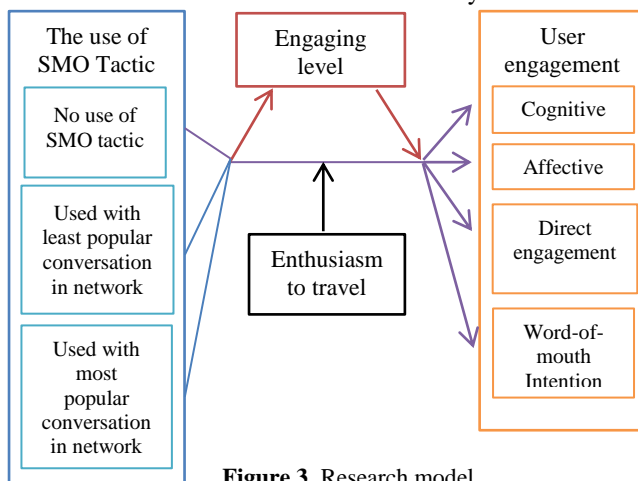 The use of
SMO Tactic
No use of
SMO tactic
Used with
least popular
conversation
in network
Used with
most
popular
conversation
in network
Engaging
level
Enthusiasm
to travel
User
engagement
Cognitive
Affective
Direct
engagement
Word-of-
mouth
Intention
Figure 3. Research model